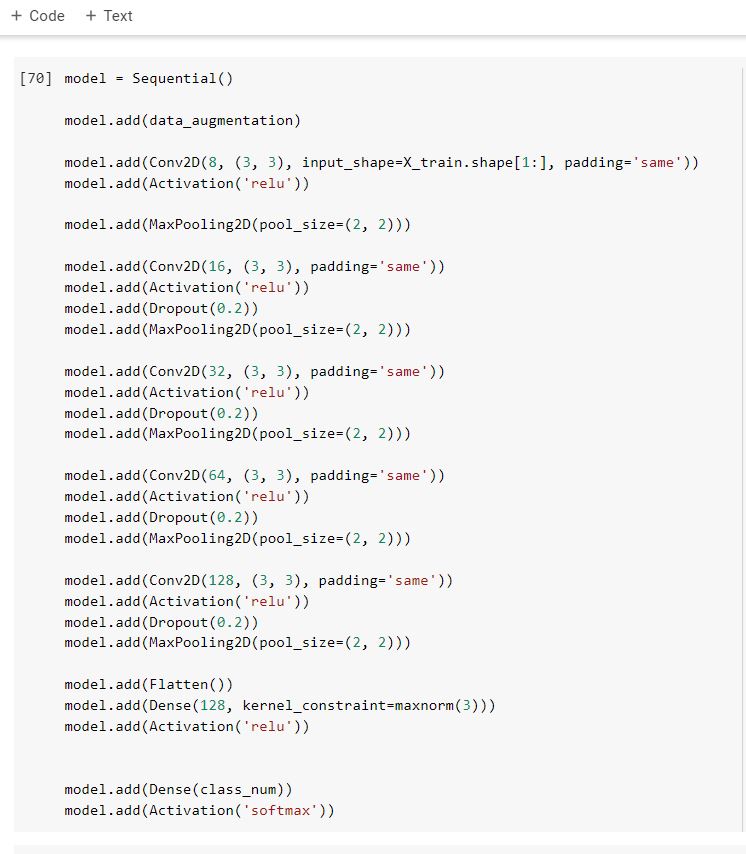 + Code + Text
[70] model = Sequential()
model.add(data_augmentation)
model.add(Conv2D(8, (3, 3), input_shape=X_train.shape[1:], padding='same'))
model.add(Activation('relu'))
model.add(MaxPooling2D(pool_size=(2, 2)))
model.add(Conv2D(16, (3, 3), padding='same'))
model.add(Activation('relu'))
model.add(Dropout(0.2))
model.add(MaxPooling2D(pool_size=(2, 2)))
model.add(Conv2D(32, (3, 3), padding='same'))
model.add(Activation('relu'))
model.add(Dropout(0.2))
model.add(MaxPooling2D(pool_size=(2, 2)))
model.add(Conv2D(64, (3, 3), padding='same'))
model.add(Activation('relu'))
model.add(Dropout(0.2))
model.add(MaxPooling2D(pool_size=(2, 2)))
model.add(Conv2D(128, (3, 3), padding='same'))
model.add(Activation('relu'))
model.add(Dropout(0.2))
model.add(MaxPooling2D(pool_size=(2, 2)))
model.add(Flatten())
model.add(Dense(128, kernel_constraint=maxnorm(3)))
model.add(Activation('relu'))
model.add(Dense(class_num))
model.add(Activation('softmax'))